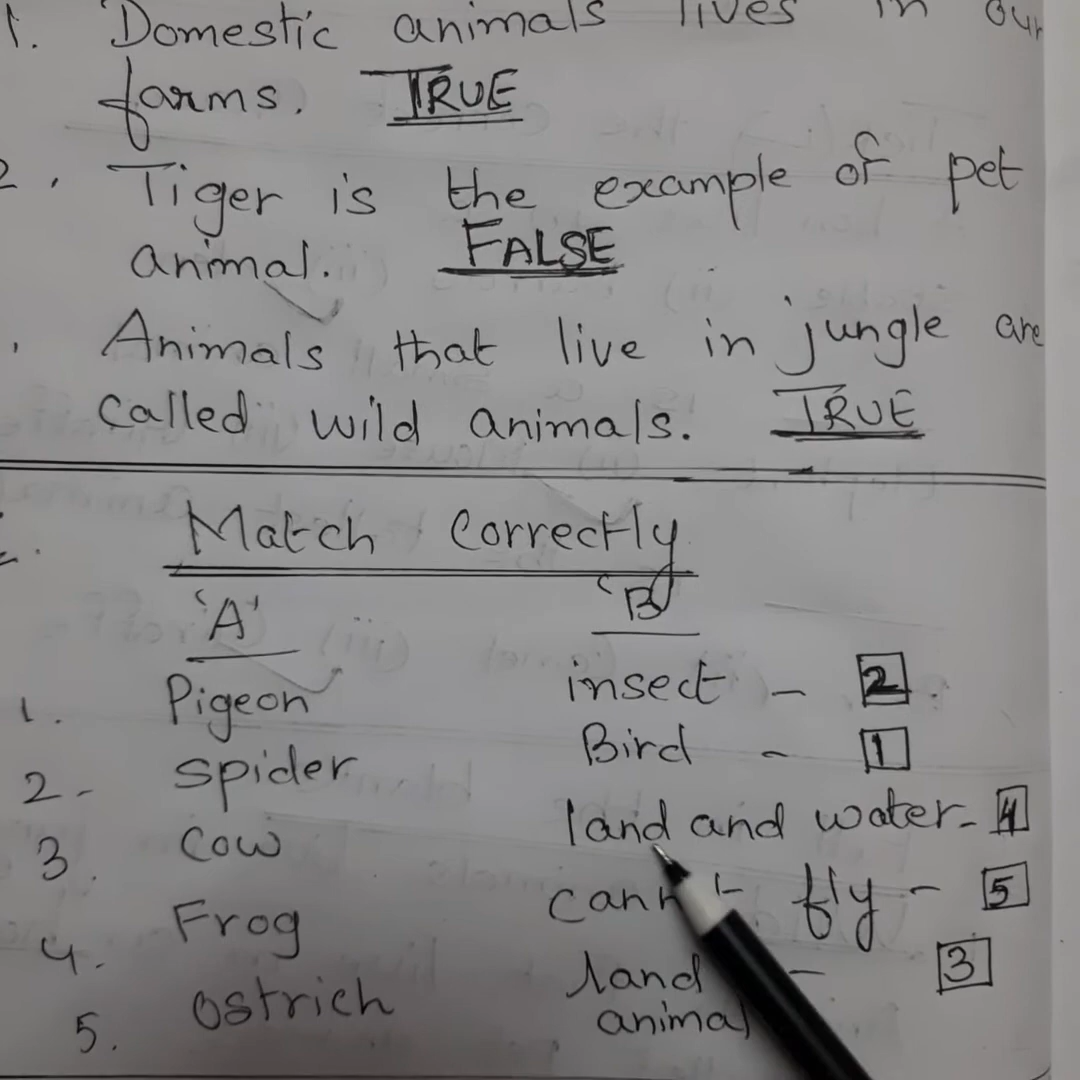 1. Domestic animals lives in our
farms. TRUE
2. Tiger is the example of pet
animal. FALSE
Animals that live in jungle are
called wild animals. TRUE
Match Correctly
'A' 'B'
1. Pigeon insect - 2
2- Spider Bird - 1
3. Cow land and water- 4
4. Frog fly - 5
5. Ostrich land animal - 3